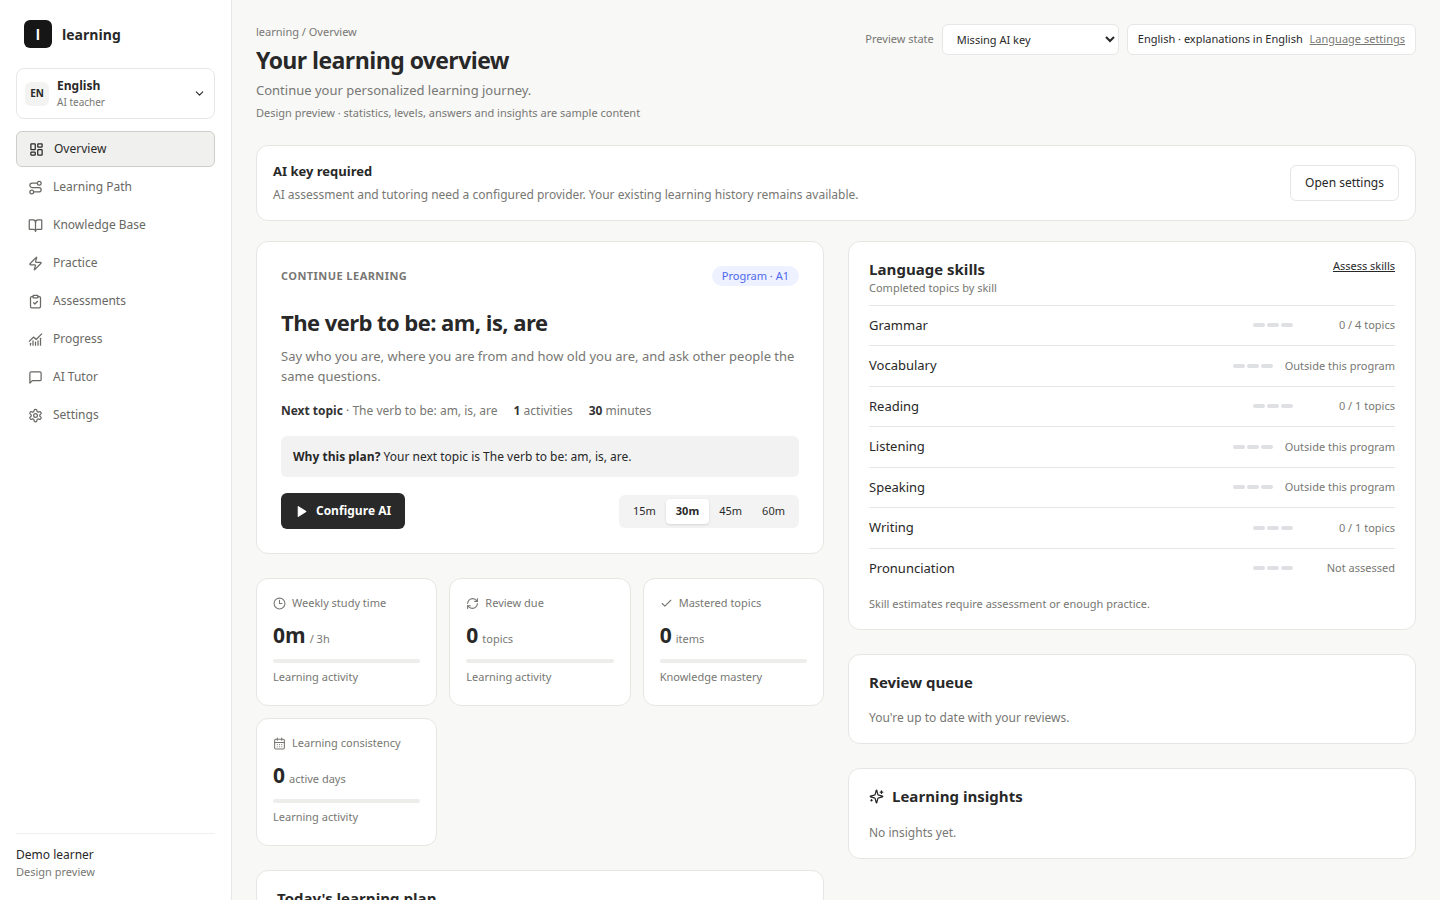 l learning
EN English
AI teacher
Overview
Learning Path
Knowledge Base
Practice
Assessments
Progress
AI Tutor
Settings
Demo learner
Design preview
learning / Overview
Your learning overview
Continue your personalized learning journey.
Design preview · statistics, levels, answers and insights are sample content
Preview state Missing AI key English · explanations in English Language settings
AI key required
AI assessment and tutoring need a configured provider. Your existing learning history remains available.
Open settings
CONTINUE LEARNING Program · A1
The verb to be: am, is, are
Say who you are, where you are from and how old you are, and ask other people the
same questions.
Next topic · The verb to be: am, is, are 1 activities 30 minutes
Why this plan? Your next topic is The verb to be: am, is, are.
Configure AI 15m 30m 45m 60m
Weekly study time
0m / 3h
Learning activity
Review due
0 topics
Learning activity
Mastered topics
0 items
Knowledge mastery
Learning consistency
0 active days
Learning activity
Today's learning plan
Language skills Assess skills
Completed topics by skill
Grammar 0 / 4 topics
Vocabulary Outside this program
Reading 0 / 1 topics
Listening Outside this program
Speaking Outside this program
Writing 0 / 1 topics
Pronunciation Not assessed
Skill estimates require assessment or enough practice.
Review queue
You're up to date with your reviews.
Learning insights
No insights yet.